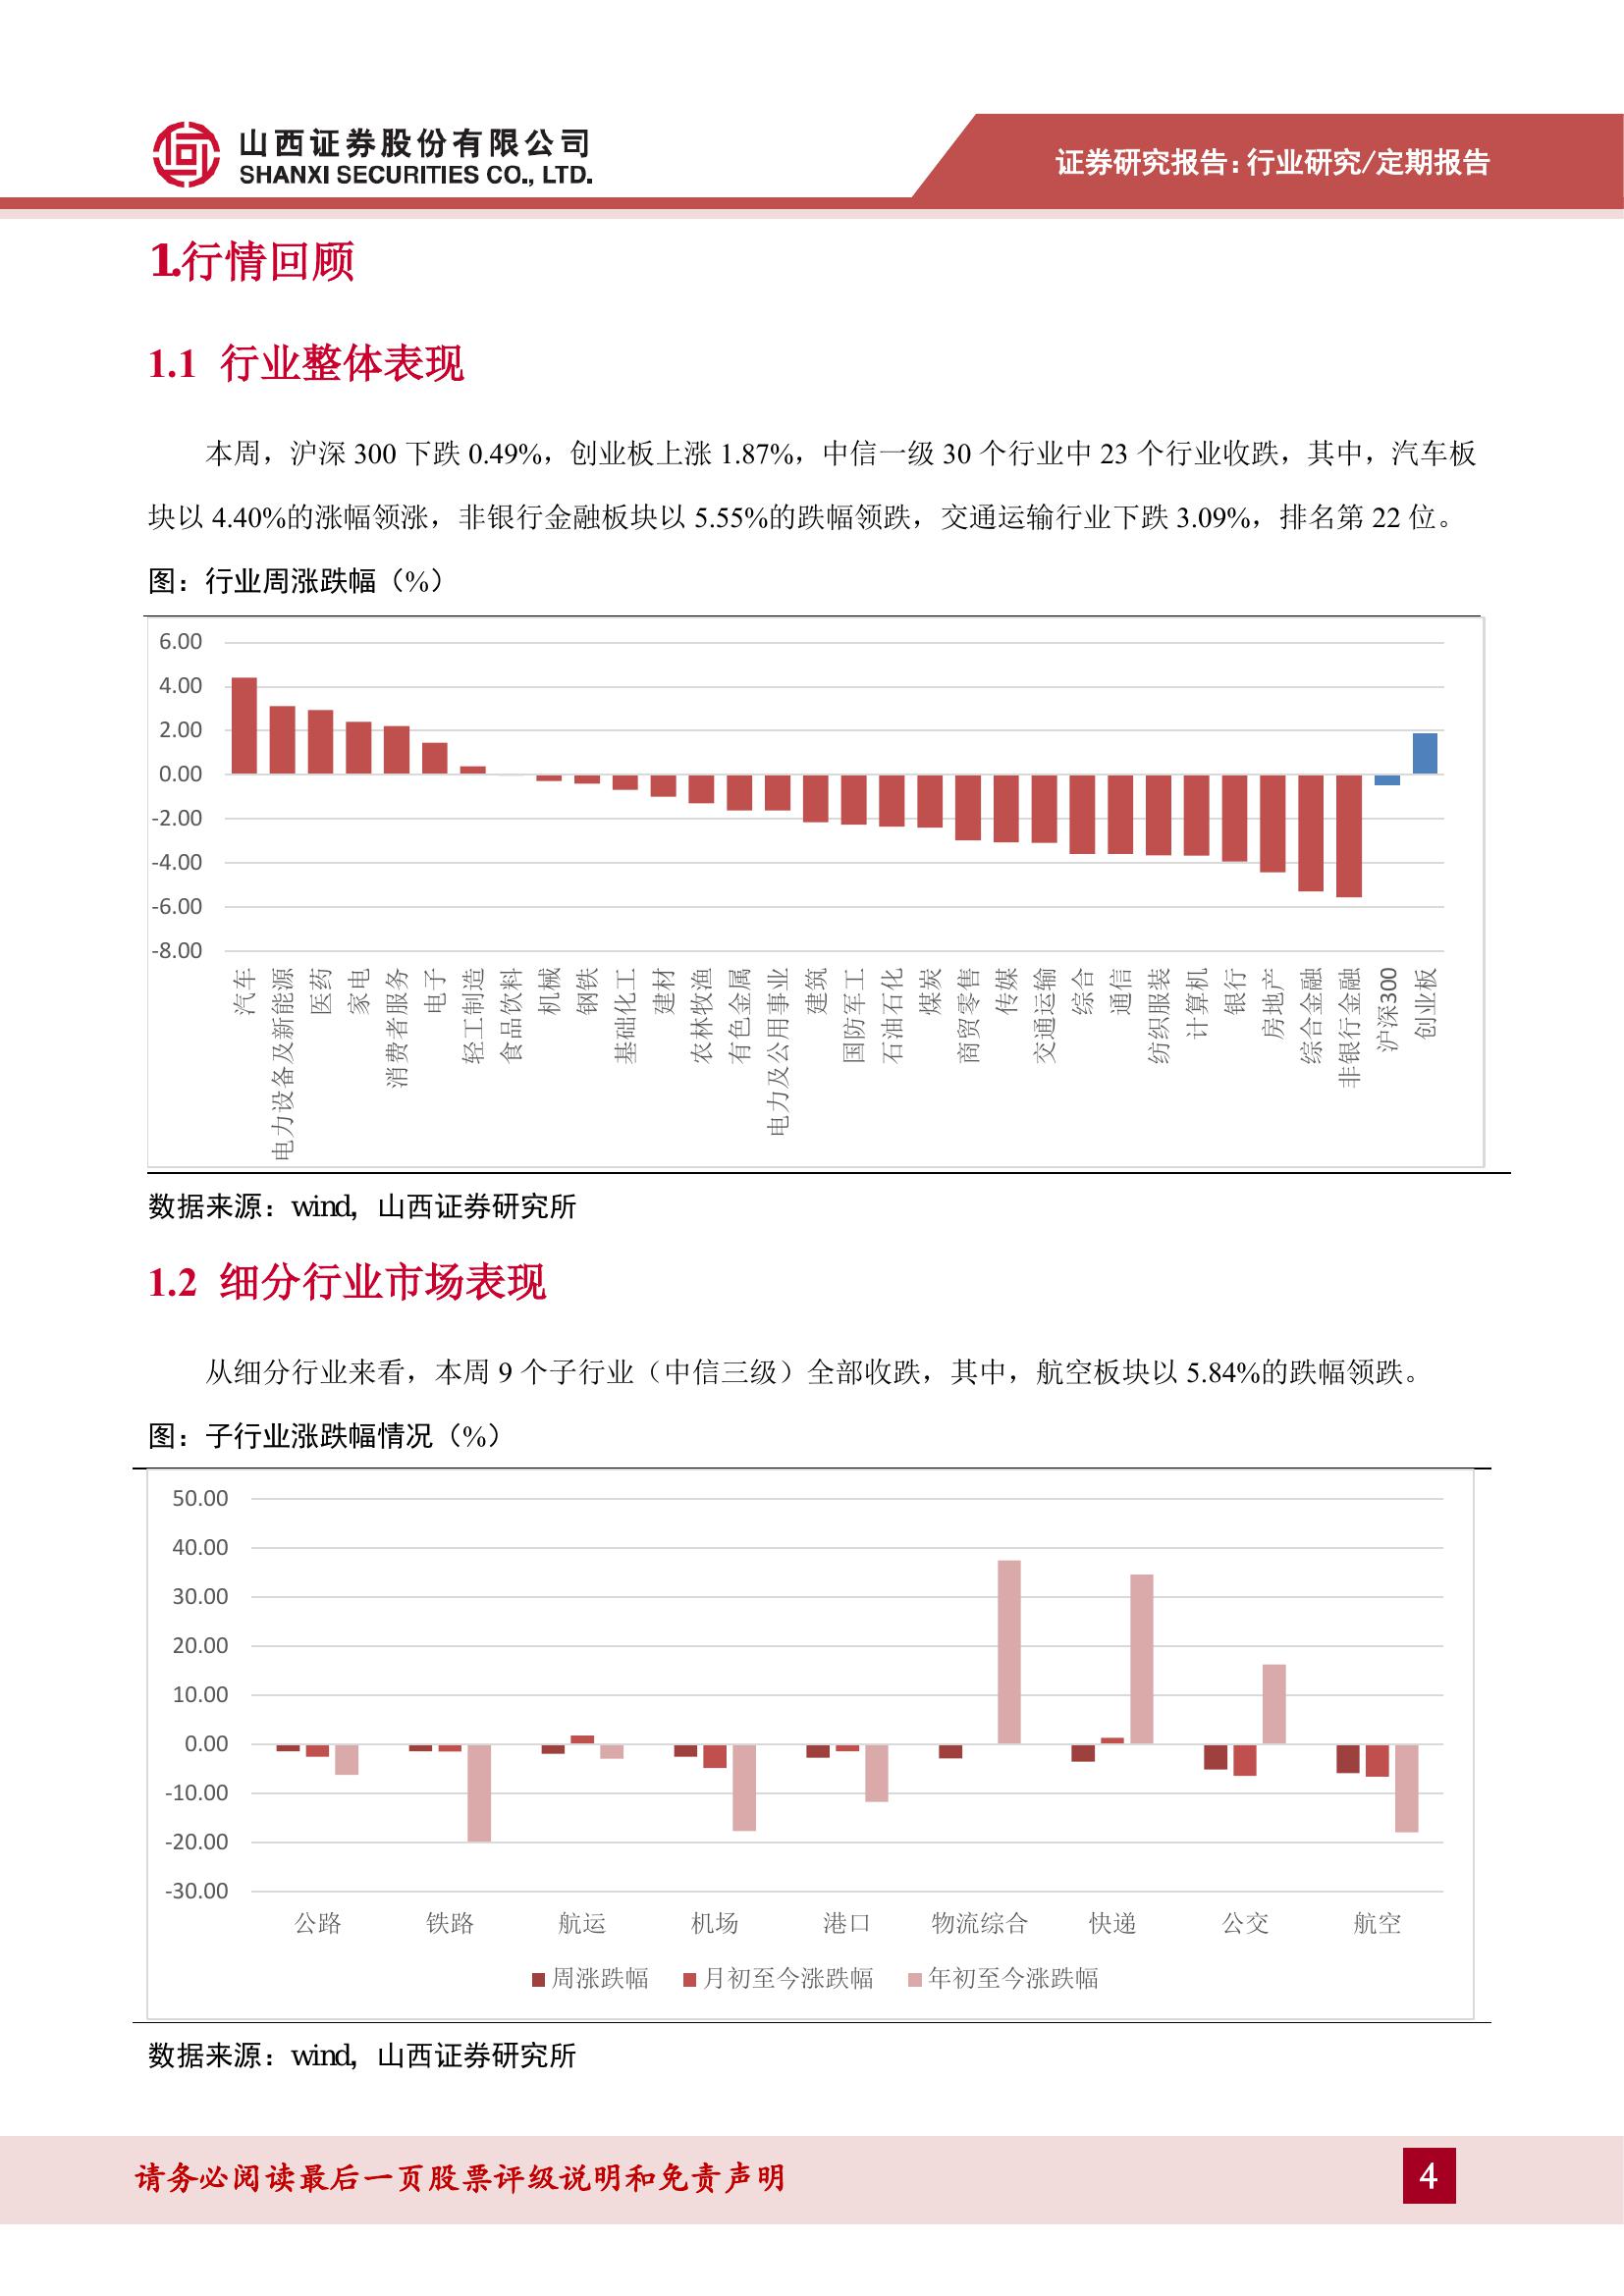 山西证券股份有限公司
SHANXI SECURITIES CO., LTD.
证券研究报告：行业研究/定期报告
1.行情回顾
1.1 行业整体表现
本周，沪深 300 下跌 0.49%，创业板上涨 1.87%，中信一级 30 个行业中 23 个行业收跌，其中，汽车板
块以 4.40%的涨幅领涨，非银行金融板块以 5.55%的跌幅领跌，交通运输行业下跌 3.09%，排名第 22 位。
图：行业周涨跌幅（%）
6.00
4.00
2.00
0.00
-2.00
-4.00
-6.00
-8.00
汽车
电力设备及新能源
医药
家电
消费者服务
电子
轻工制造
食品饮料
机械
钢铁
基础化工
建材
农林牧渔
有色金属
电力及公用事业
建筑
国防军工
石油石化
煤炭
商贸零售
传媒
交通运输
综合
通信
纺织服装
计算机
银行
房地产
综合金融
非银行金融
沪深300
创业板
数据来源：wind，山西证券研究所
1.2 细分行业市场表现
从细分行业来看，本周 9 个子行业（中信三级）全部收跌，其中，航空板块以 5.84%的跌幅领跌。
图：子行业涨跌幅情况（%）
50.00
40.00
30.00
20.00
10.00
0.00
-10.00
-20.00
-30.00
公路 铁路 航运 机场 港口 物流综合 快递 公交 航空
周涨跌幅 月初至今涨跌幅 年初至今涨跌幅
数据来源：wind，山西证券研究所
请务必阅读最后一页股票评级说明和免责声明
4